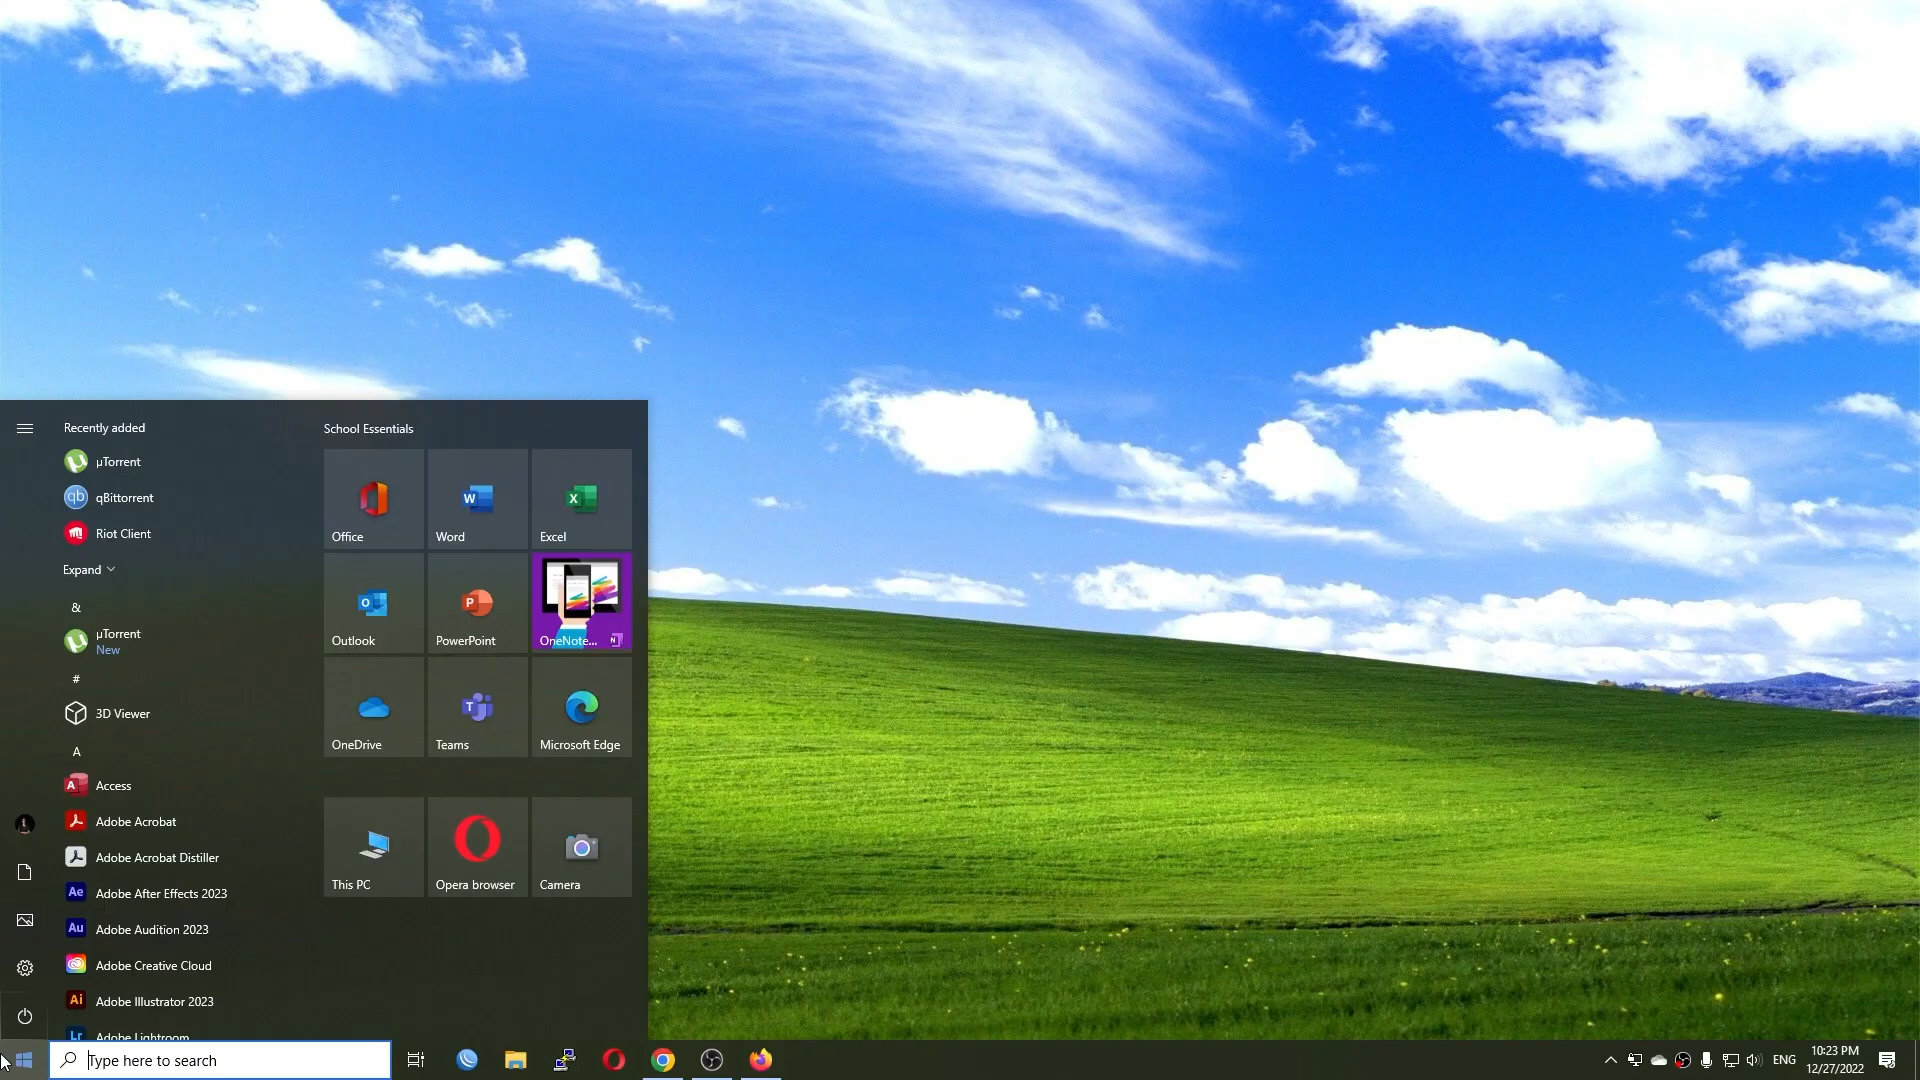 Recently added
µTorrent
qBittorrent
Riot Client
Expand
&
µTorrent
New
#
3D Viewer
A
Access
Adobe Acrobat
Adobe Acrobat Distiller
Adobe After Effects 2023
Adobe Audition 2023
Adobe Creative Cloud
Adobe Illustrator 2023
Adobe Lightroom
School Essentials
Office
Word
Excel
Outlook
PowerPoint
OneNote...
OneDrive
Teams
Microsoft Edge
This PC
Opera browser
Camera
Type here to search
ENG
10:23 PM
12/27/2022